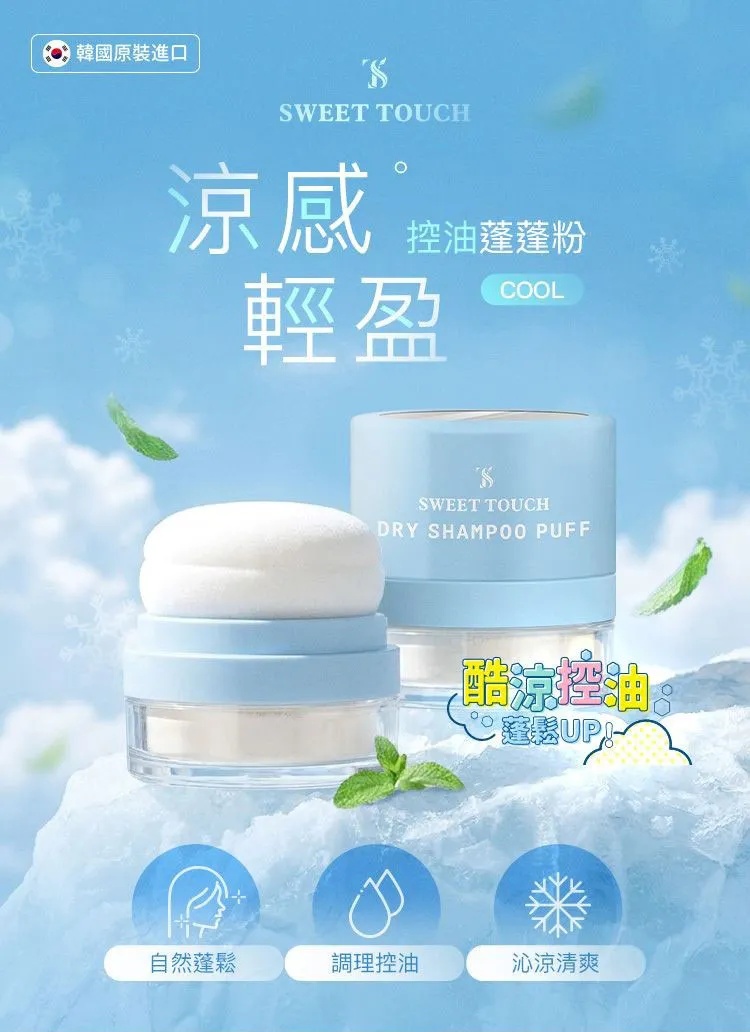 韓國原裝進口
SWEET TOUCH
涼感
控油蓬蓬粉
輕盈
COOL
SWEET TOUCH
DRY SHAMPOO PUFF
酷涼控油
蓬鬆UP!
自然蓬鬆
調理控油
沁涼清爽